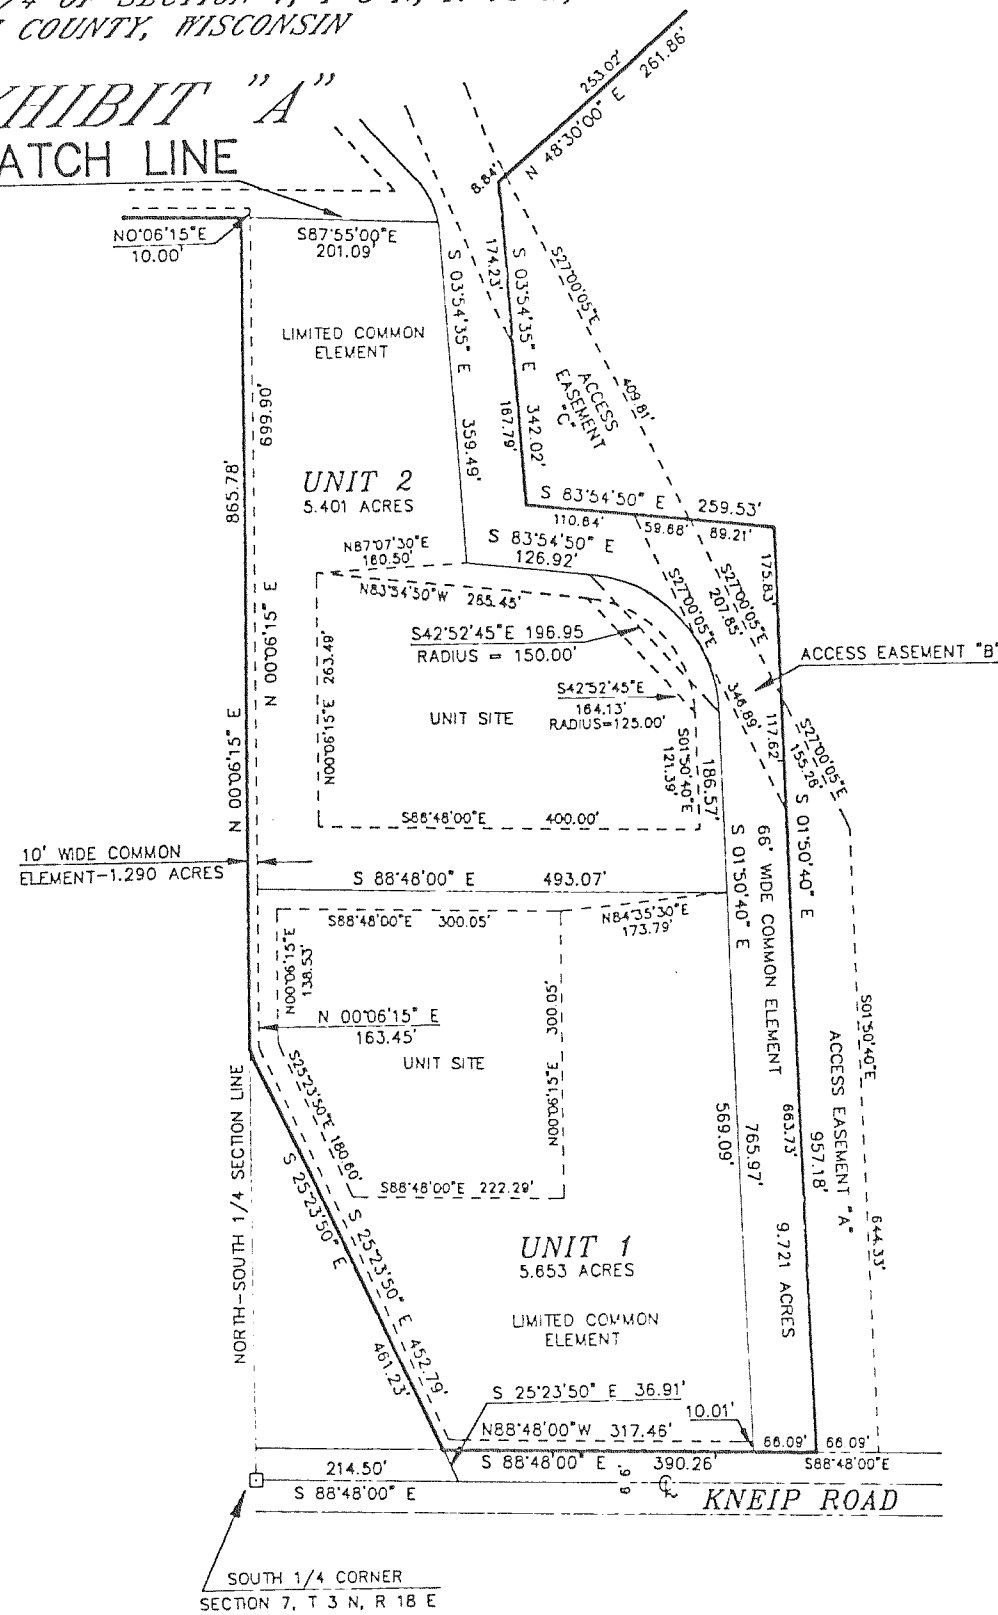 COUNTY, WISCONSIN
EXHIBIT "A"
MATCH LINE
253.02'
N 48°30'00" E 261.86'
8.84'
N0°06'15"E
10.00'
S87°55'00"E
201.09'
S 03°54'35" E 359.49'
174.23'
S 03°54'35" E 342.02'
167.79'
S27°00'05"E
409.81'
ACCESS
EASEMENT
"C"
LIMITED COMMON
ELEMENT
699.90'
865.78'
UNIT 2
5.401 ACRES
S 83°54'50" E 259.53'
110.64'
59.68'
89.21'
S 83°54'50" E
126.92'
175.83'
N87°07'30"E
160.50'
N83°54'50"W 285.45'
S27°00'05"E
S27°00'05"E
207.85'
S42°52'45"E 196.95
RADIUS = 150.00'
ACCESS EASEMENT "B"
N 00°06'15" E
N00°06'15"E 263.49'
S42°52'45"E
164.13'
RADIUS=125.00'
346.89'
117.62'
S27°00'05"E
155.26'
UNIT SITE
N 00°06'15" E
S01°50'40"E
121.39'
186.57'
S88°48'00"E 400.00'
S 01°50'40" E
10' WIDE COMMON
ELEMENT-1.290 ACRES
S 88°48'00" E 493.07'
S 01°50'40" E
66' WIDE COMMON ELEMENT
S88°48'00"E 300.05'
N84°35'30"E
173.79'
N00°06'15"E
138.53'
N 00°06'15" E
163.45'
N00°06'15"E 300.05'
S01°50'40"E
UNIT SITE
S25°23'50"E 180.60'
NORTH-SOUTH 1/4 SECTION LINE
ACCESS EASEMENT "A"
663.73'
957.18'
569.09'
765.97'
S88°48'00"E 222.29'
S 25°23'50" E
S 25°23'50" E 452.79'
461.23'
UNIT 1
5.653 ACRES
9.721 ACRES
644.33'
LIMITED COMMON
ELEMENT
S 25°23'50" E 36.91'
10.01'
N88°48'00"W 317.46'
66.09'
66.09'
S 88°48'00" E 390.26'
S88°48'00"E
214.50'
S 88°48'00" E
KNEIP ROAD
SOUTH 1/4 CORNER
SECTION 7, T 3 N, R 18 E